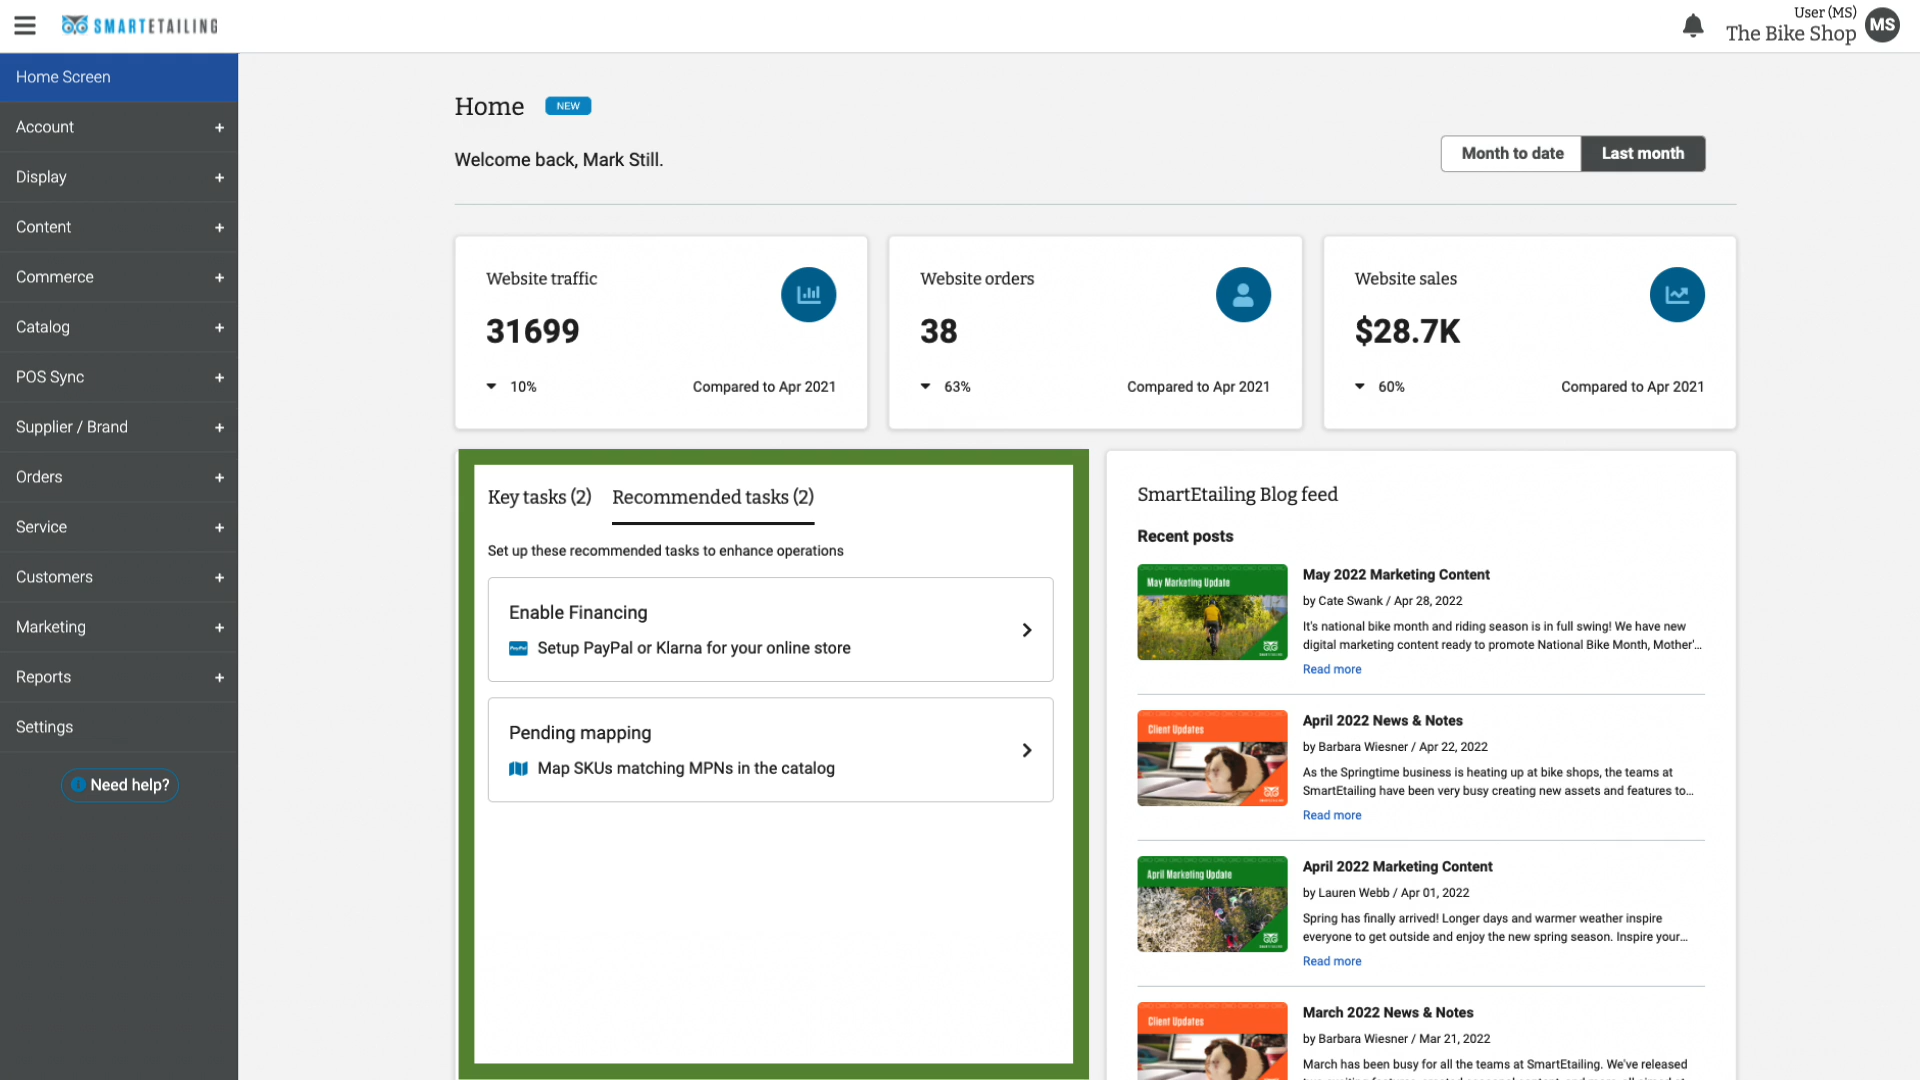 SMARTETAILING
User (MS)
The Bike Shop
MS
Home Screen
Account +
Display +
Content +
Commerce +
Catalog +
POS Sync +
Supplier / Brand +
Orders +
Service +
Customers +
Marketing +
Reports +
Settings
Need help?
Home NEW
Welcome back, Mark Still.
Month to date Last month
Website traffic
31699
10% Compared to Apr 2021
Website orders
38
63% Compared to Apr 2021
Website sales
$28.7K
60% Compared to Apr 2021
Key tasks (2) Recommended tasks (2)
Set up these recommended tasks to enhance operations
Enable Financing
PayPal Setup PayPal or Klarna for your online store
Pending mapping
Map SKUs matching MPNs in the catalog
SmartEtailing Blog feed
Recent posts
May Marketing Update
May 2022 Marketing Content
by Cate Swank / Apr 28, 2022
It's national bike month and riding season is in full swing! We have new
digital marketing content ready to promote National Bike Month, Mother'...
Read more
Client Updates
April 2022 News & Notes
by Barbara Wiesner / Apr 22, 2022
As the Springtime business is heating up at bike shops, the teams at
SmartEtailing have been very busy creating new assets and features to...
Read more
April Marketing Update
April 2022 Marketing Content
by Lauren Webb / Apr 01, 2022
Spring has finally arrived! Longer days and warmer weather inspire
everyone to get outside and enjoy the new spring season. Inspire your...
Read more
Client Updates
March 2022 News & Notes
by Barbara Wiesner / Mar 21, 2022
March has been busy for all the teams at SmartEtailing. We've released